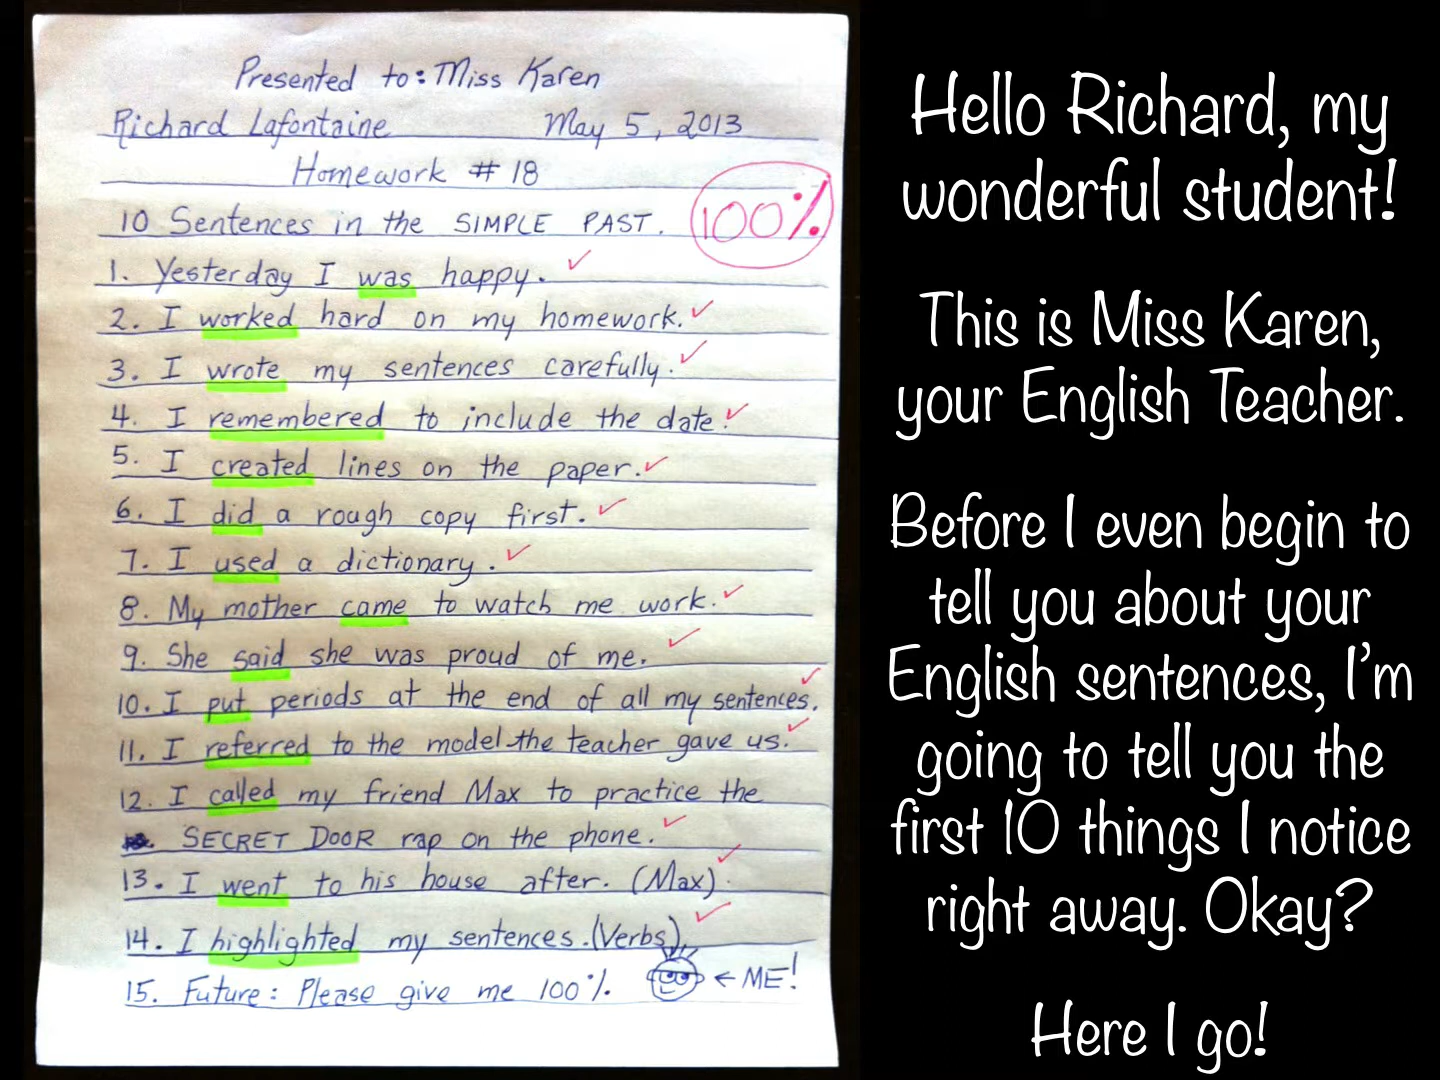 Presented to: Miss Karen
Richard Lafontaine May 5, 2013
Homework # 18
10 Sentences in the SIMPLE PAST.
100%
1. Yesterday I was happy.
2. I worked hard on my homework.
3. I wrote my sentences carefully.
4. I remembered to include the date.
5. I created lines on the paper.
6. I did a rough copy first.
7. I used a dictionary.
8. My mother came to watch me work.
9. She said she was proud of me.
10. I put periods at the end of all my sentences.
11. I referred to the model the teacher gave us.
12. I called my friend Max to practice the
SECRET DOOR rap on the phone.
13. I went to his house after. (Max)
14. I highlighted my sentences. (Verbs)
15. Future: Please give me 100%. ← ME!
Hello Richard, my
wonderful student!
This is Miss Karen,
your English Teacher.
Before I even begin to
tell you about your
English sentences, I'm
going to tell you the
first 10 things I notice
right away. Okay?
Here I go!